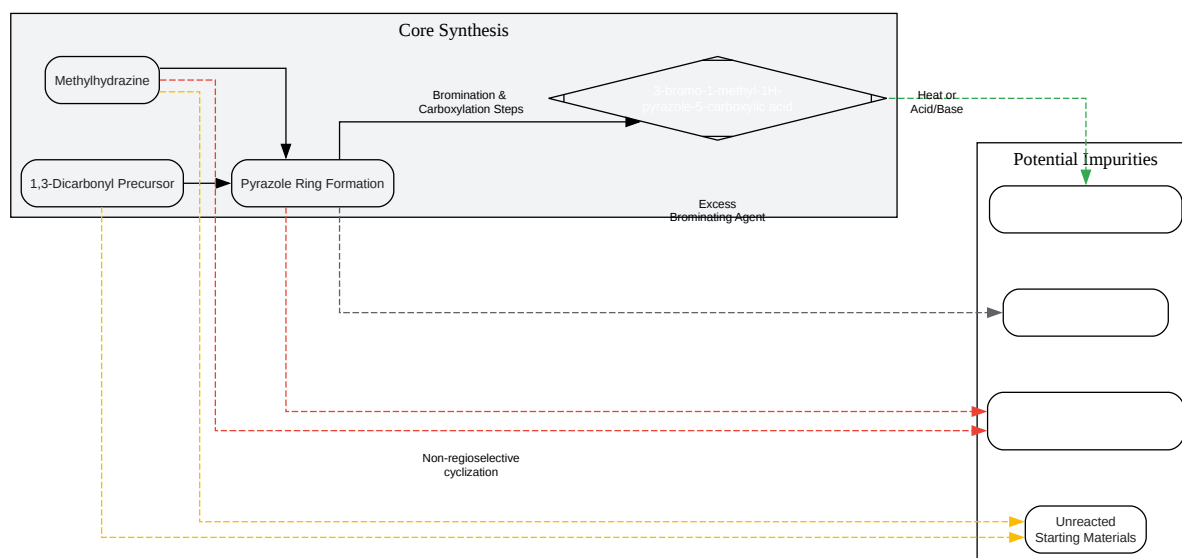 Core Synthesis
Methylhydrazine
1,3-Dicarbonyl Precursor
Pyrazole Ring Formation
Bromination &
Carboxylation Steps
3-bromo-1-methyl-1H-
pyrazole-5-carboxylic acid
Heat or
Acid/Base
Excess
Brominating Agent
Non-regioselective
cyclization
Potential Impurities
Unreacted
Starting Materials